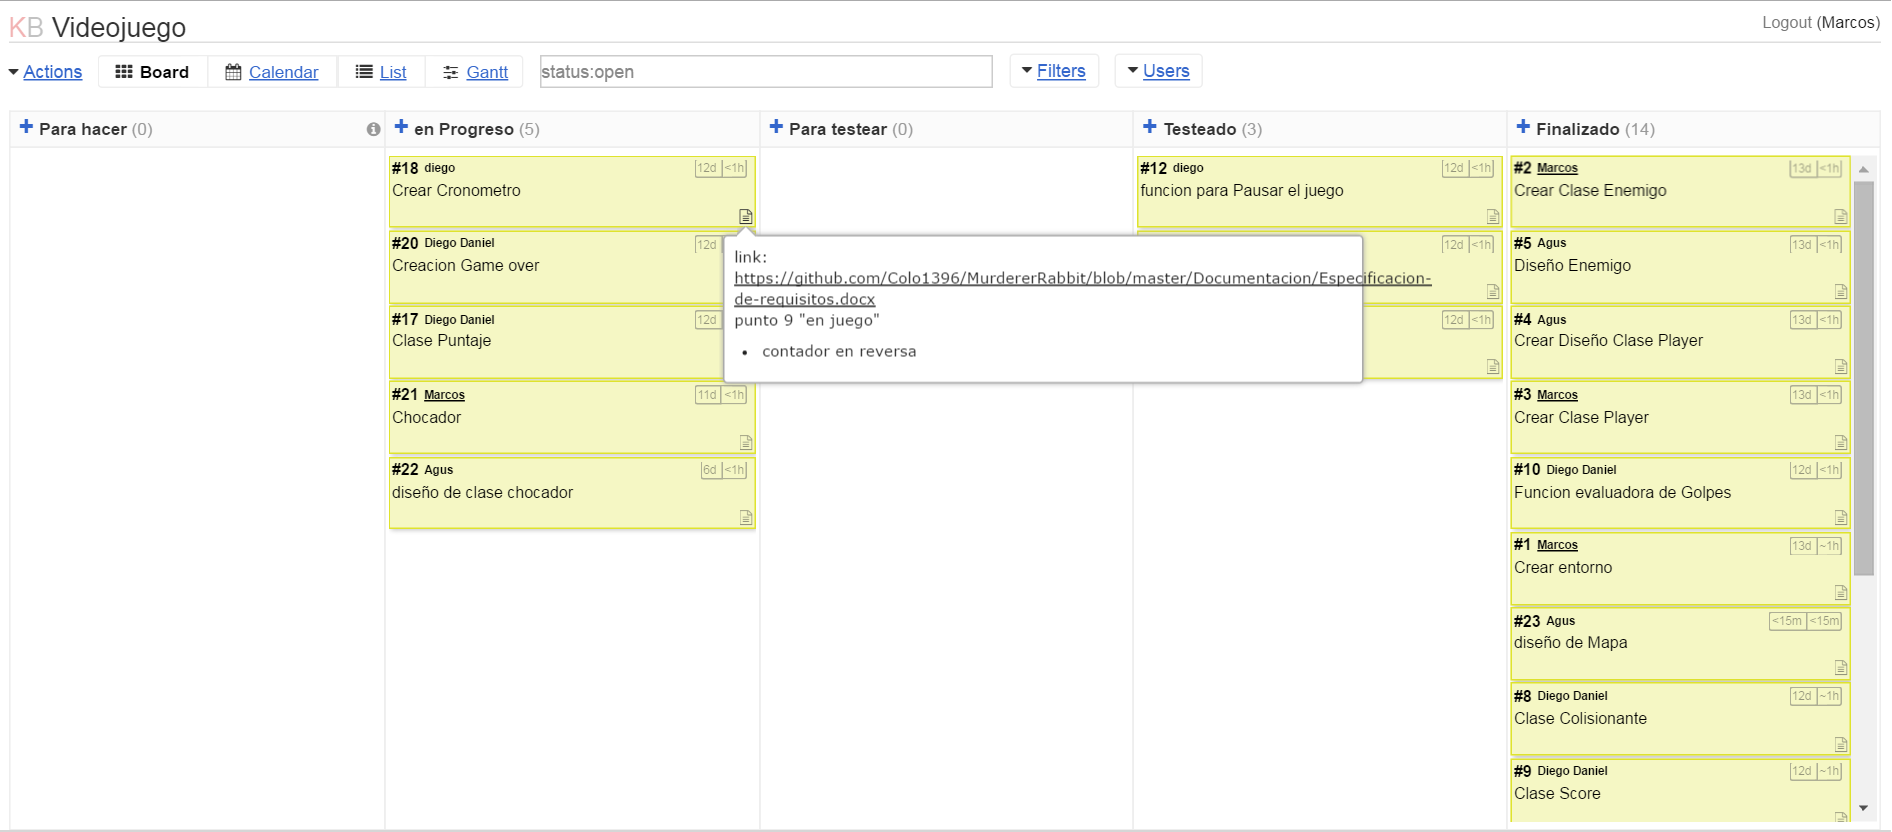 KB Videojuego
Logout (Marcos)
Actions Board Calendar List Gantt status:open Filters Users
+ Para hacer (0)
+ en Progreso (5)
#18 diego 12d <1h
Crear Cronometro
#20 Diego Daniel 12d
Creacion Game over
#17 Diego Daniel 12d
Clase Puntaje
#21 Marcos 11d <1h
Chocador
#22 Agus 6d <1h
diseño de clase chocador
link:
https://github.com/Colo1396/MurdererRabbit/blob/master/Documentacion/Especificacion-
de-requisitos.docx
punto 9 "en juego"
• contador en reversa
+ Para testear (0)
+ Testeado (3)
#12 diego 12d <1h
funcion para Pausar el juego
12d <1h
12d <1h
+ Finalizado (14)
#2 Marcos 13d <1h
Crear Clase Enemigo
#5 Agus 13d <1h
Diseño Enemigo
#4 Agus 13d <1h
Crear Diseño Clase Player
#3 Marcos 13d <1h
Crear Clase Player
#10 Diego Daniel 12d <1h
Funcion evaluadora de Golpes
#1 Marcos 13d ~1h
Crear entorno
#23 Agus <15m <15m
diseño de Mapa
#8 Diego Daniel 12d ~1h
Clase Colisionante
#9 Diego Daniel 12d ~1h
Clase Score